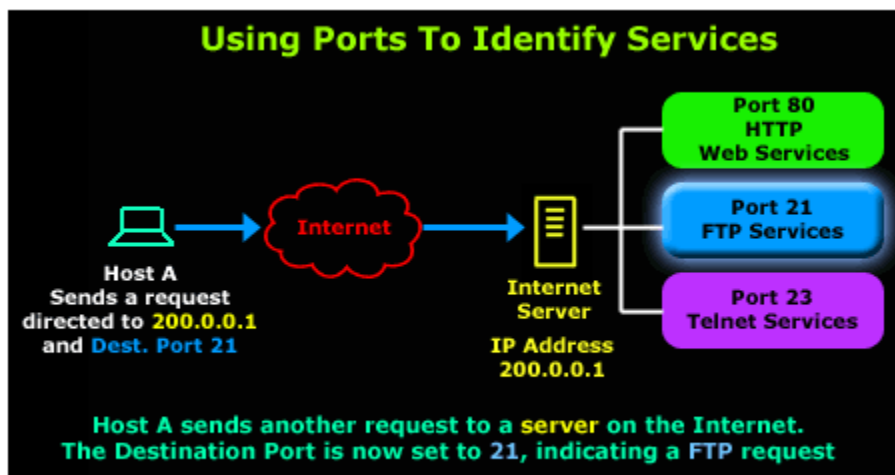 Using Ports To Identify Services
Port 80
HTTP
Web Services
Port 21
FTP Services
Port 23
Telnet Services
Internet
Host A
Sends a request
directed to 200.0.0.1
and Dest. Port 21
Internet
Server
IP Address
200.0.0.1
Host A sends another request to a server on the Internet.
The Destination Port is now set to 21, indicating a FTP request